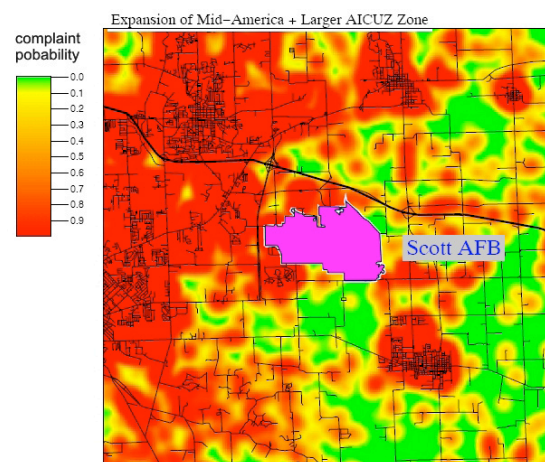 Expansion of Mid-America + Larger AICUZ Zone
complaint
pobability
0.0
0.1
0.2
0.3
0.4
0.5
0.6
0.7
0.8
0.9
Scott AFB